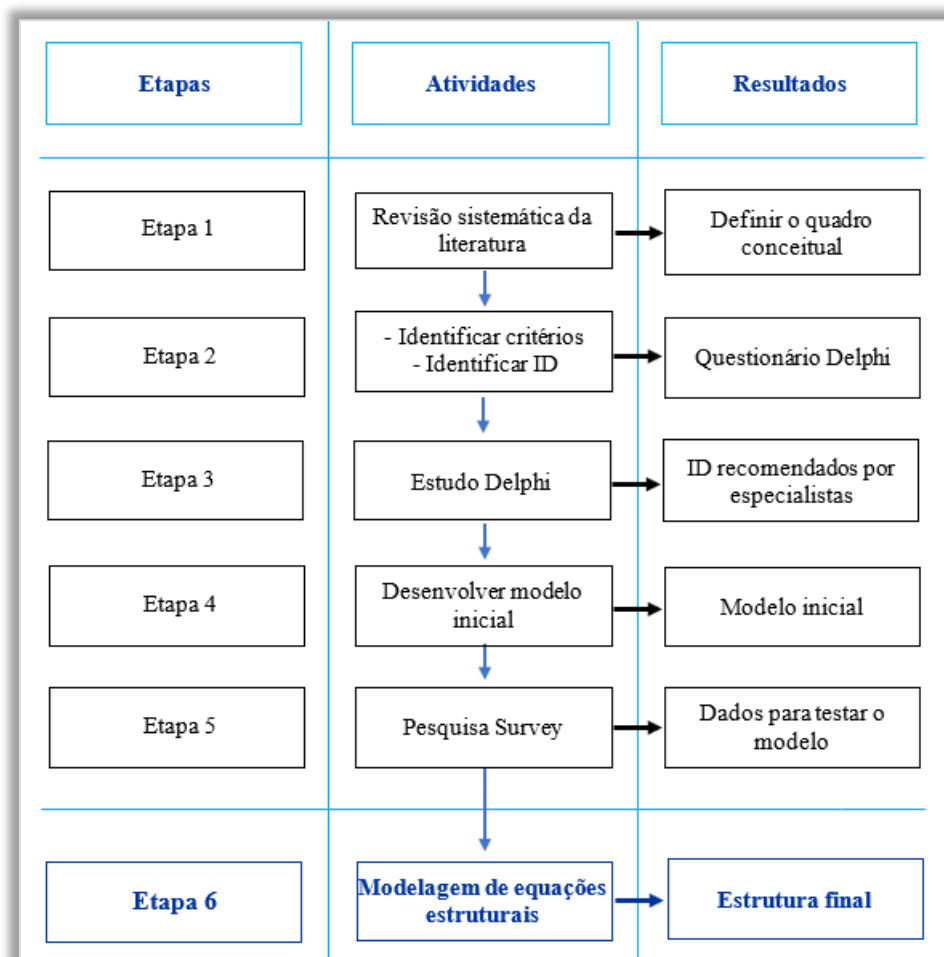 Etapas
Atividades
Resultados
Etapa 1
Revisão sistemática da
literatura
Definir o quadro
conceitual
Etapa 2
- Identificar critérios
- Identificar ID
Questionário Delphi
Etapa 3
Estudo Delphi
ID recomendados por
especialistas
Etapa 4
Desenvolver modelo
inicial
Modelo inicial
Etapa 5
Pesquisa Survey
Dados para testar o
modelo
Etapa 6
Modelagem de equações
estruturais
Estrutura final